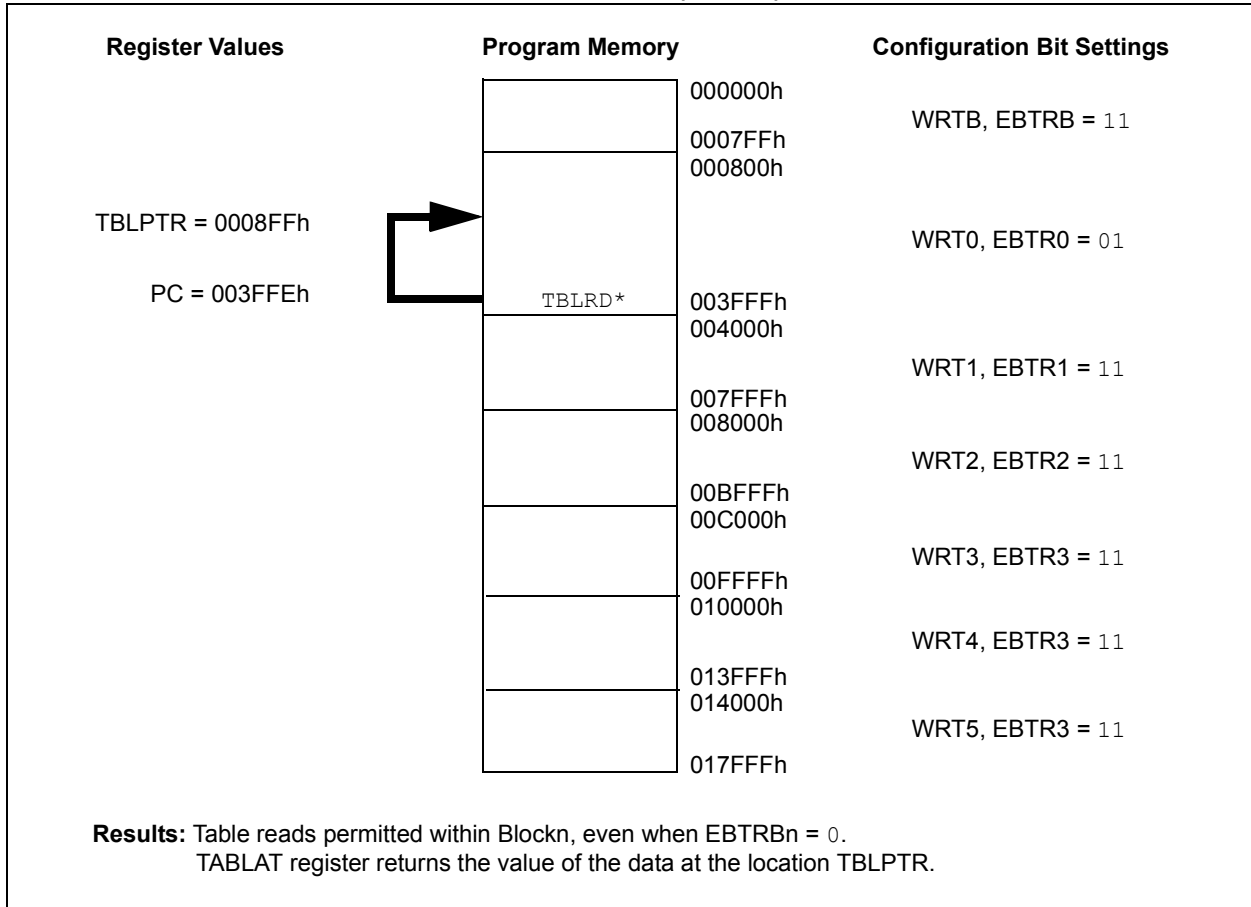 Register Values
Program Memory
Configuration Bit Settings
000000h
WRTB, EBTRB = 11
0007FFh
000800h
TBLPTR = 0008FFh
WRT0, EBTR0 = 01
PC = 003FFEh
TBLRD*
003FFFh
004000h
WRT1, EBTR1 = 11
007FFFh
008000h
WRT2, EBTR2 = 11
00BFFFh
00C000h
WRT3, EBTR3 = 11
00FFFFh
010000h
WRT4, EBTR3 = 11
013FFFh
014000h
WRT5, EBTR3 = 11
017FFFh
Results: Table reads permitted within Blockn, even when EBTRBn = 0.
TABLAT register returns the value of the data at the location TBLPTR.